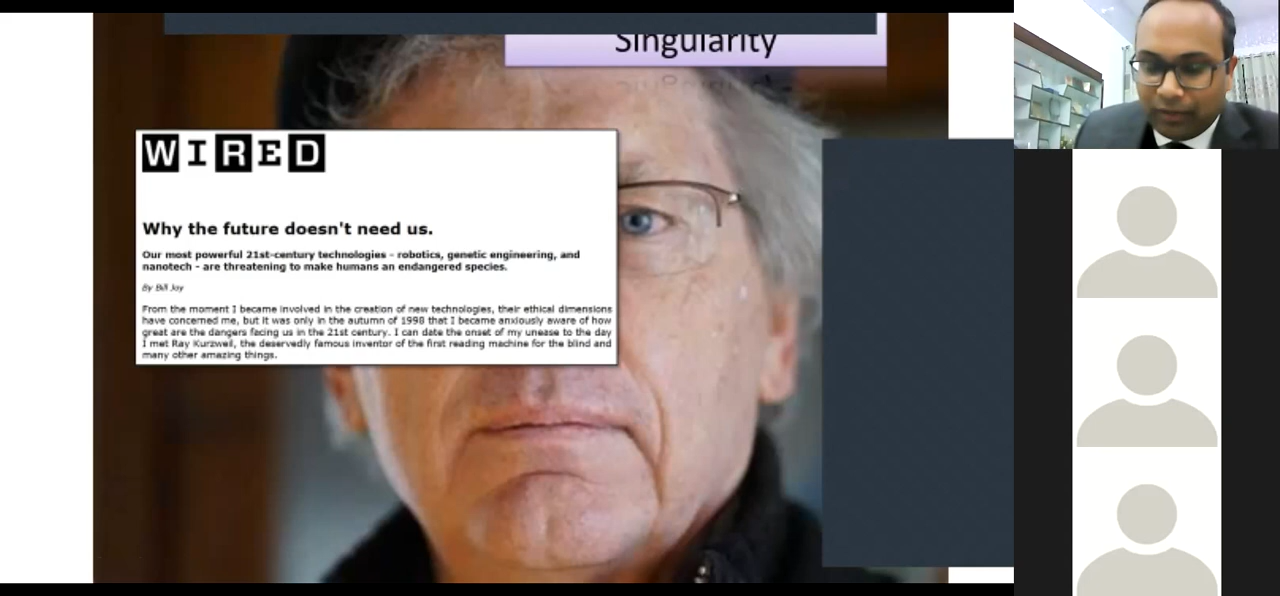 Singularity
WIRED
Why the future doesn't need us.
Our most powerful 21st-century technologies - robotics, genetic engineering, and
nanotech - are threatening to make humans an endangered species.
By Bill Joy
From the moment I became involved in the creation of new technologies, their ethical dimensions
have concerned me, but it was only in the autumn of 1998 that I became anxiously aware of how
great are the dangers facing us in the 21st century. I can date the onset of my unease to the day
I met Ray Kurzweil, the deservedly famous inventor of the first reading machine for the blind and
many other amazing things.